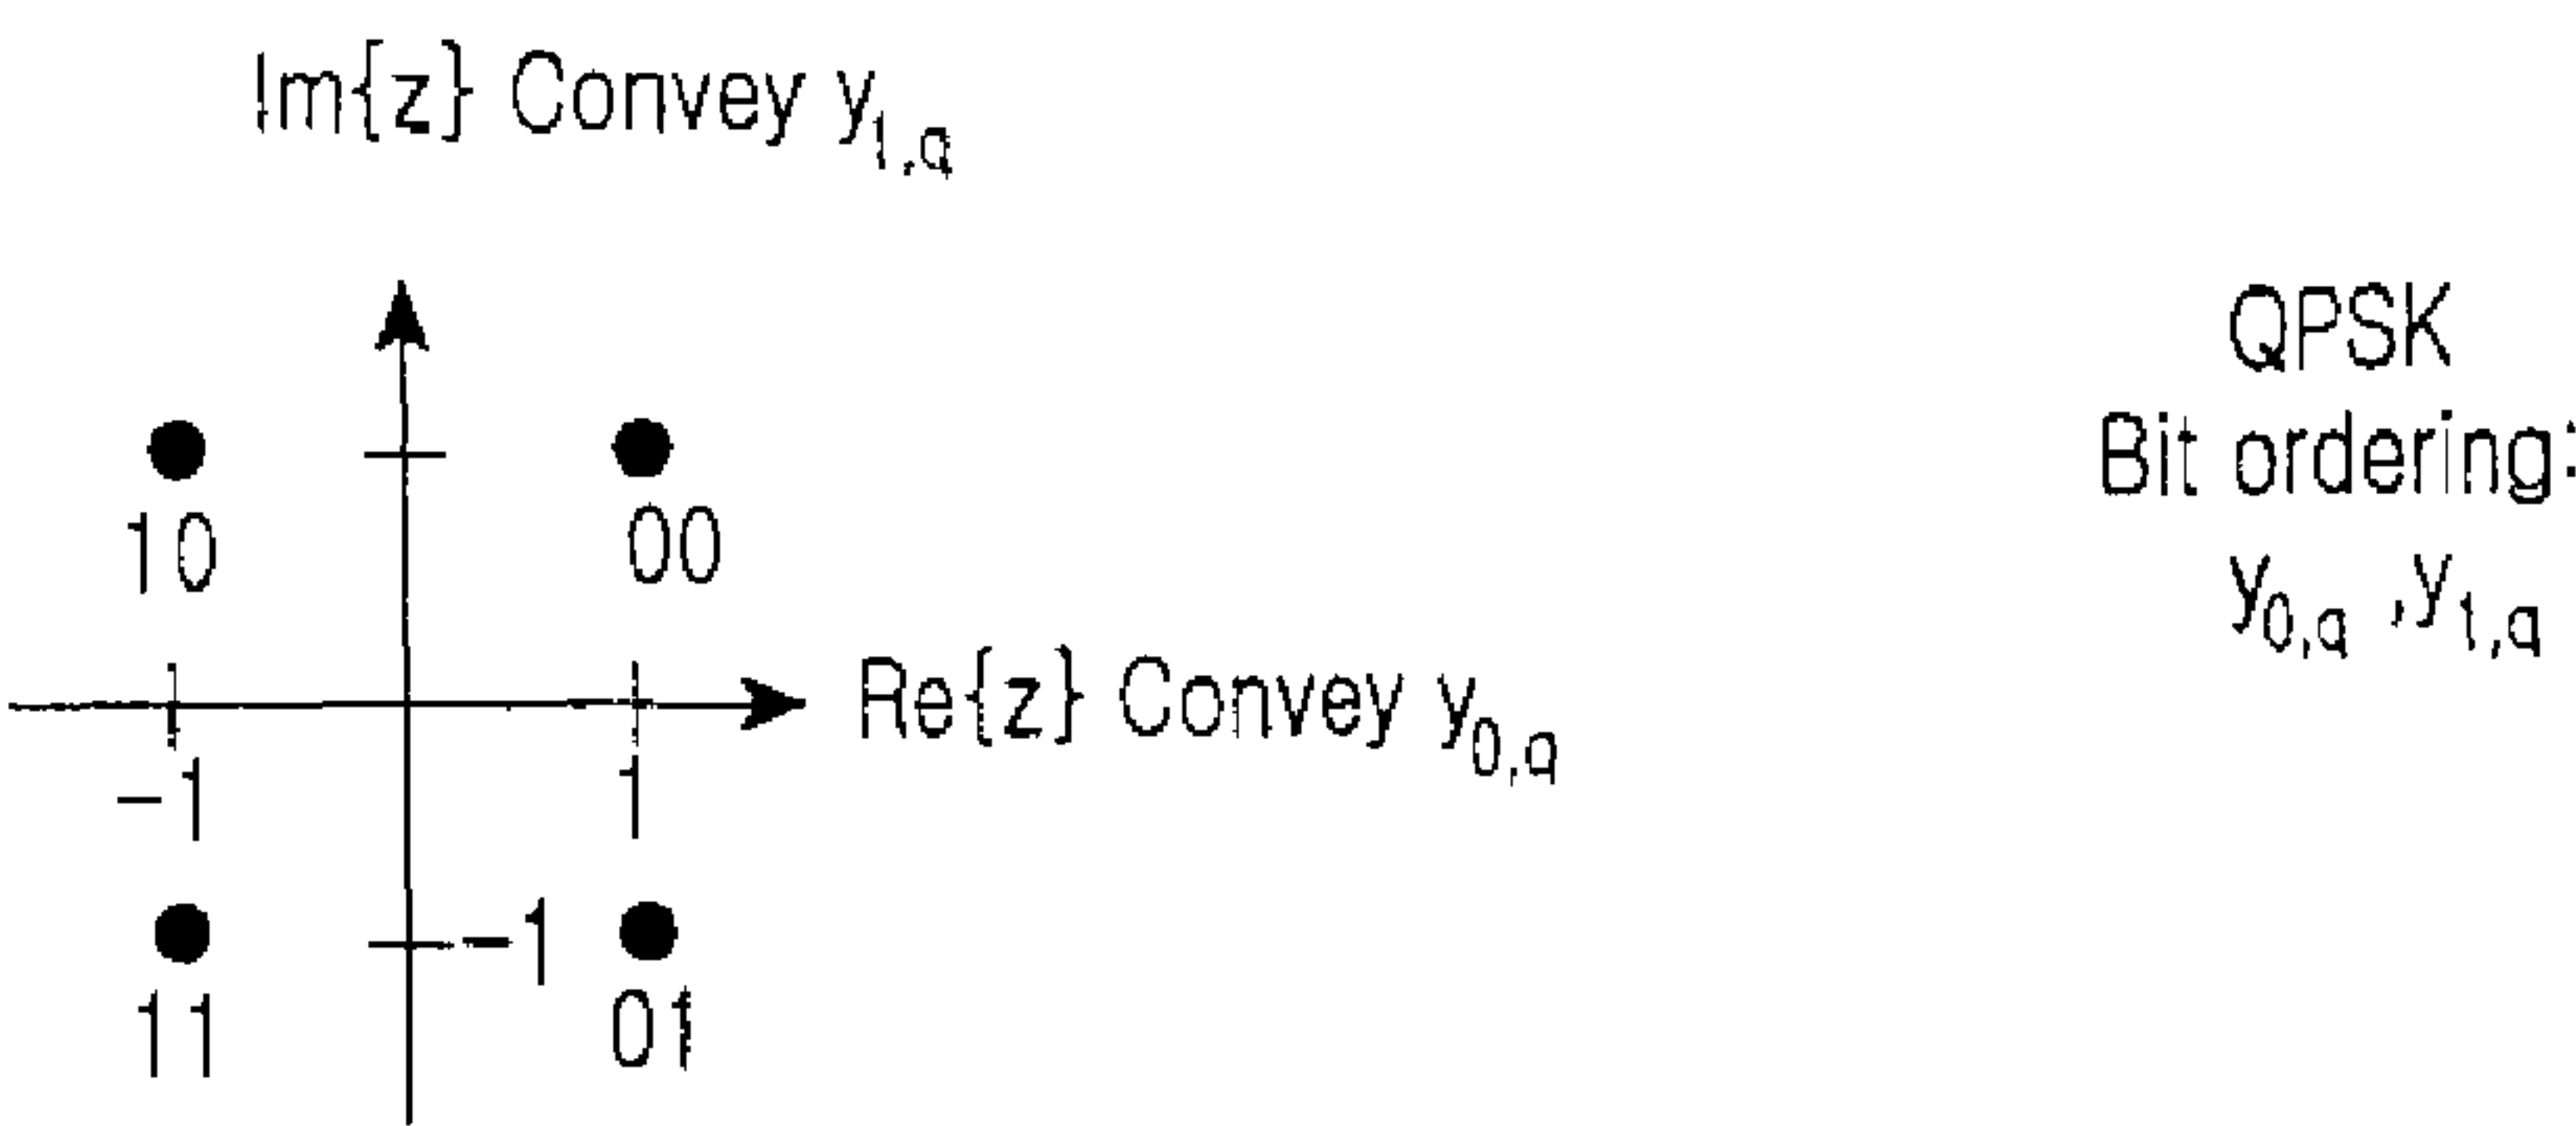 Im{z} Convey y1,q
QPSK
Bit ordering:
y0,q ,y1,q
10
00
Re{z} Convey y0,q
-1
1
-1
11
01